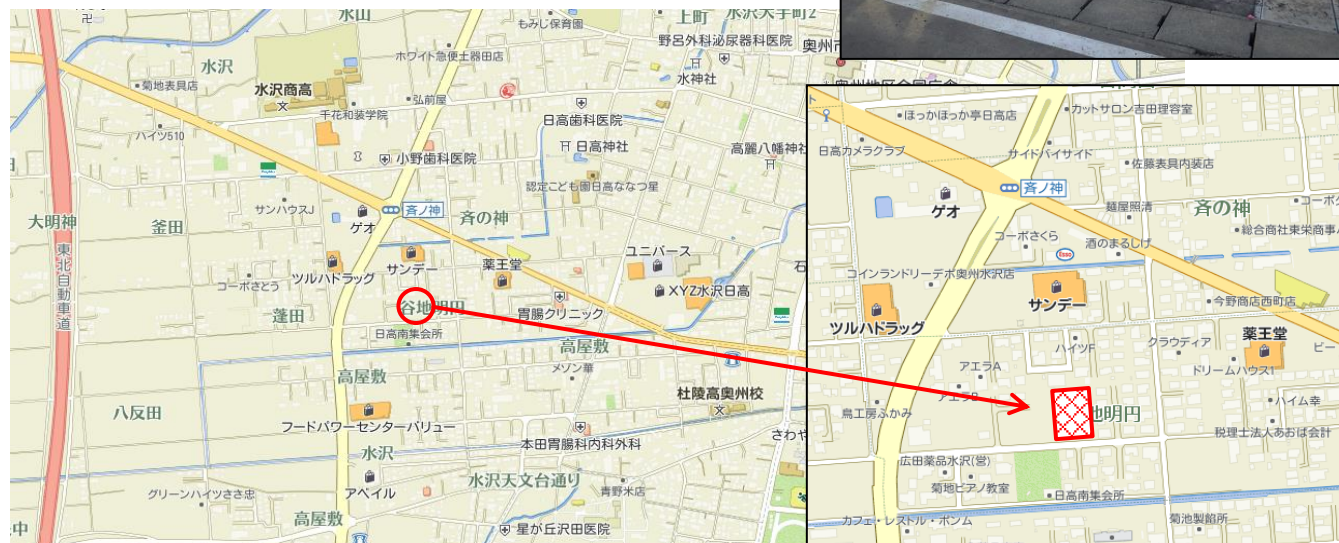 水山
もみじ保育園
上町
水沢大手町2
ホワイト急便土器田店
野呂外科泌尿器科医院
奥州市
水沢
水神社
菊地表具店
水沢商高
弘前屋
千花和装学院
ハイツ510
日高歯科医院
小野歯科医院
日高神社
高麗八幡神社
認定こども園日高ななつ星
サンハウスJ
斉ノ神
斉の神
大明神
釜田
ゲオ
東北自動車道
ユニバース
ツルハドラッグ
サンデー
薬王堂
コーポさとう
XYZ水沢日高
谷地明円
胃腸クリニック
一蓬田
日高南集会所
高屋敷
メゾン華
高屋敷
杜陵高奥州校
八反田
フードパワーセンターバリュー
本田胃腸科内科外科
さわや
水沢
水沢天文台通り
アベイル
グリーンハイツささ忠
青野米店
高屋敷
星が丘沢田医院
中
ほっかほっか亭日高店
カットサロン吉田理容室
日高カメラクラブ
サイドバイサイド
佐藤表具内装店
斉ノ神
ゲオ
麺屋照清
斉の神
コーポさくら
酒のまるしげ
総合商社東栄商事
Esso
コインランドリーデポ奥州水沢店
サンデー
今野商店西町店
ツルハドラッグ
薬王堂
ハイツF
クラウディア
ビー
アエラA
ドリームハウス1
アエラB
地明円
ハイム幸
鳥工房ふかみ
税理士法人あおば会計
広田薬品水沢(営)
菊地ピアノ教室
日高南集会所
カフェ・レストル・ボンム
菊池製餡所